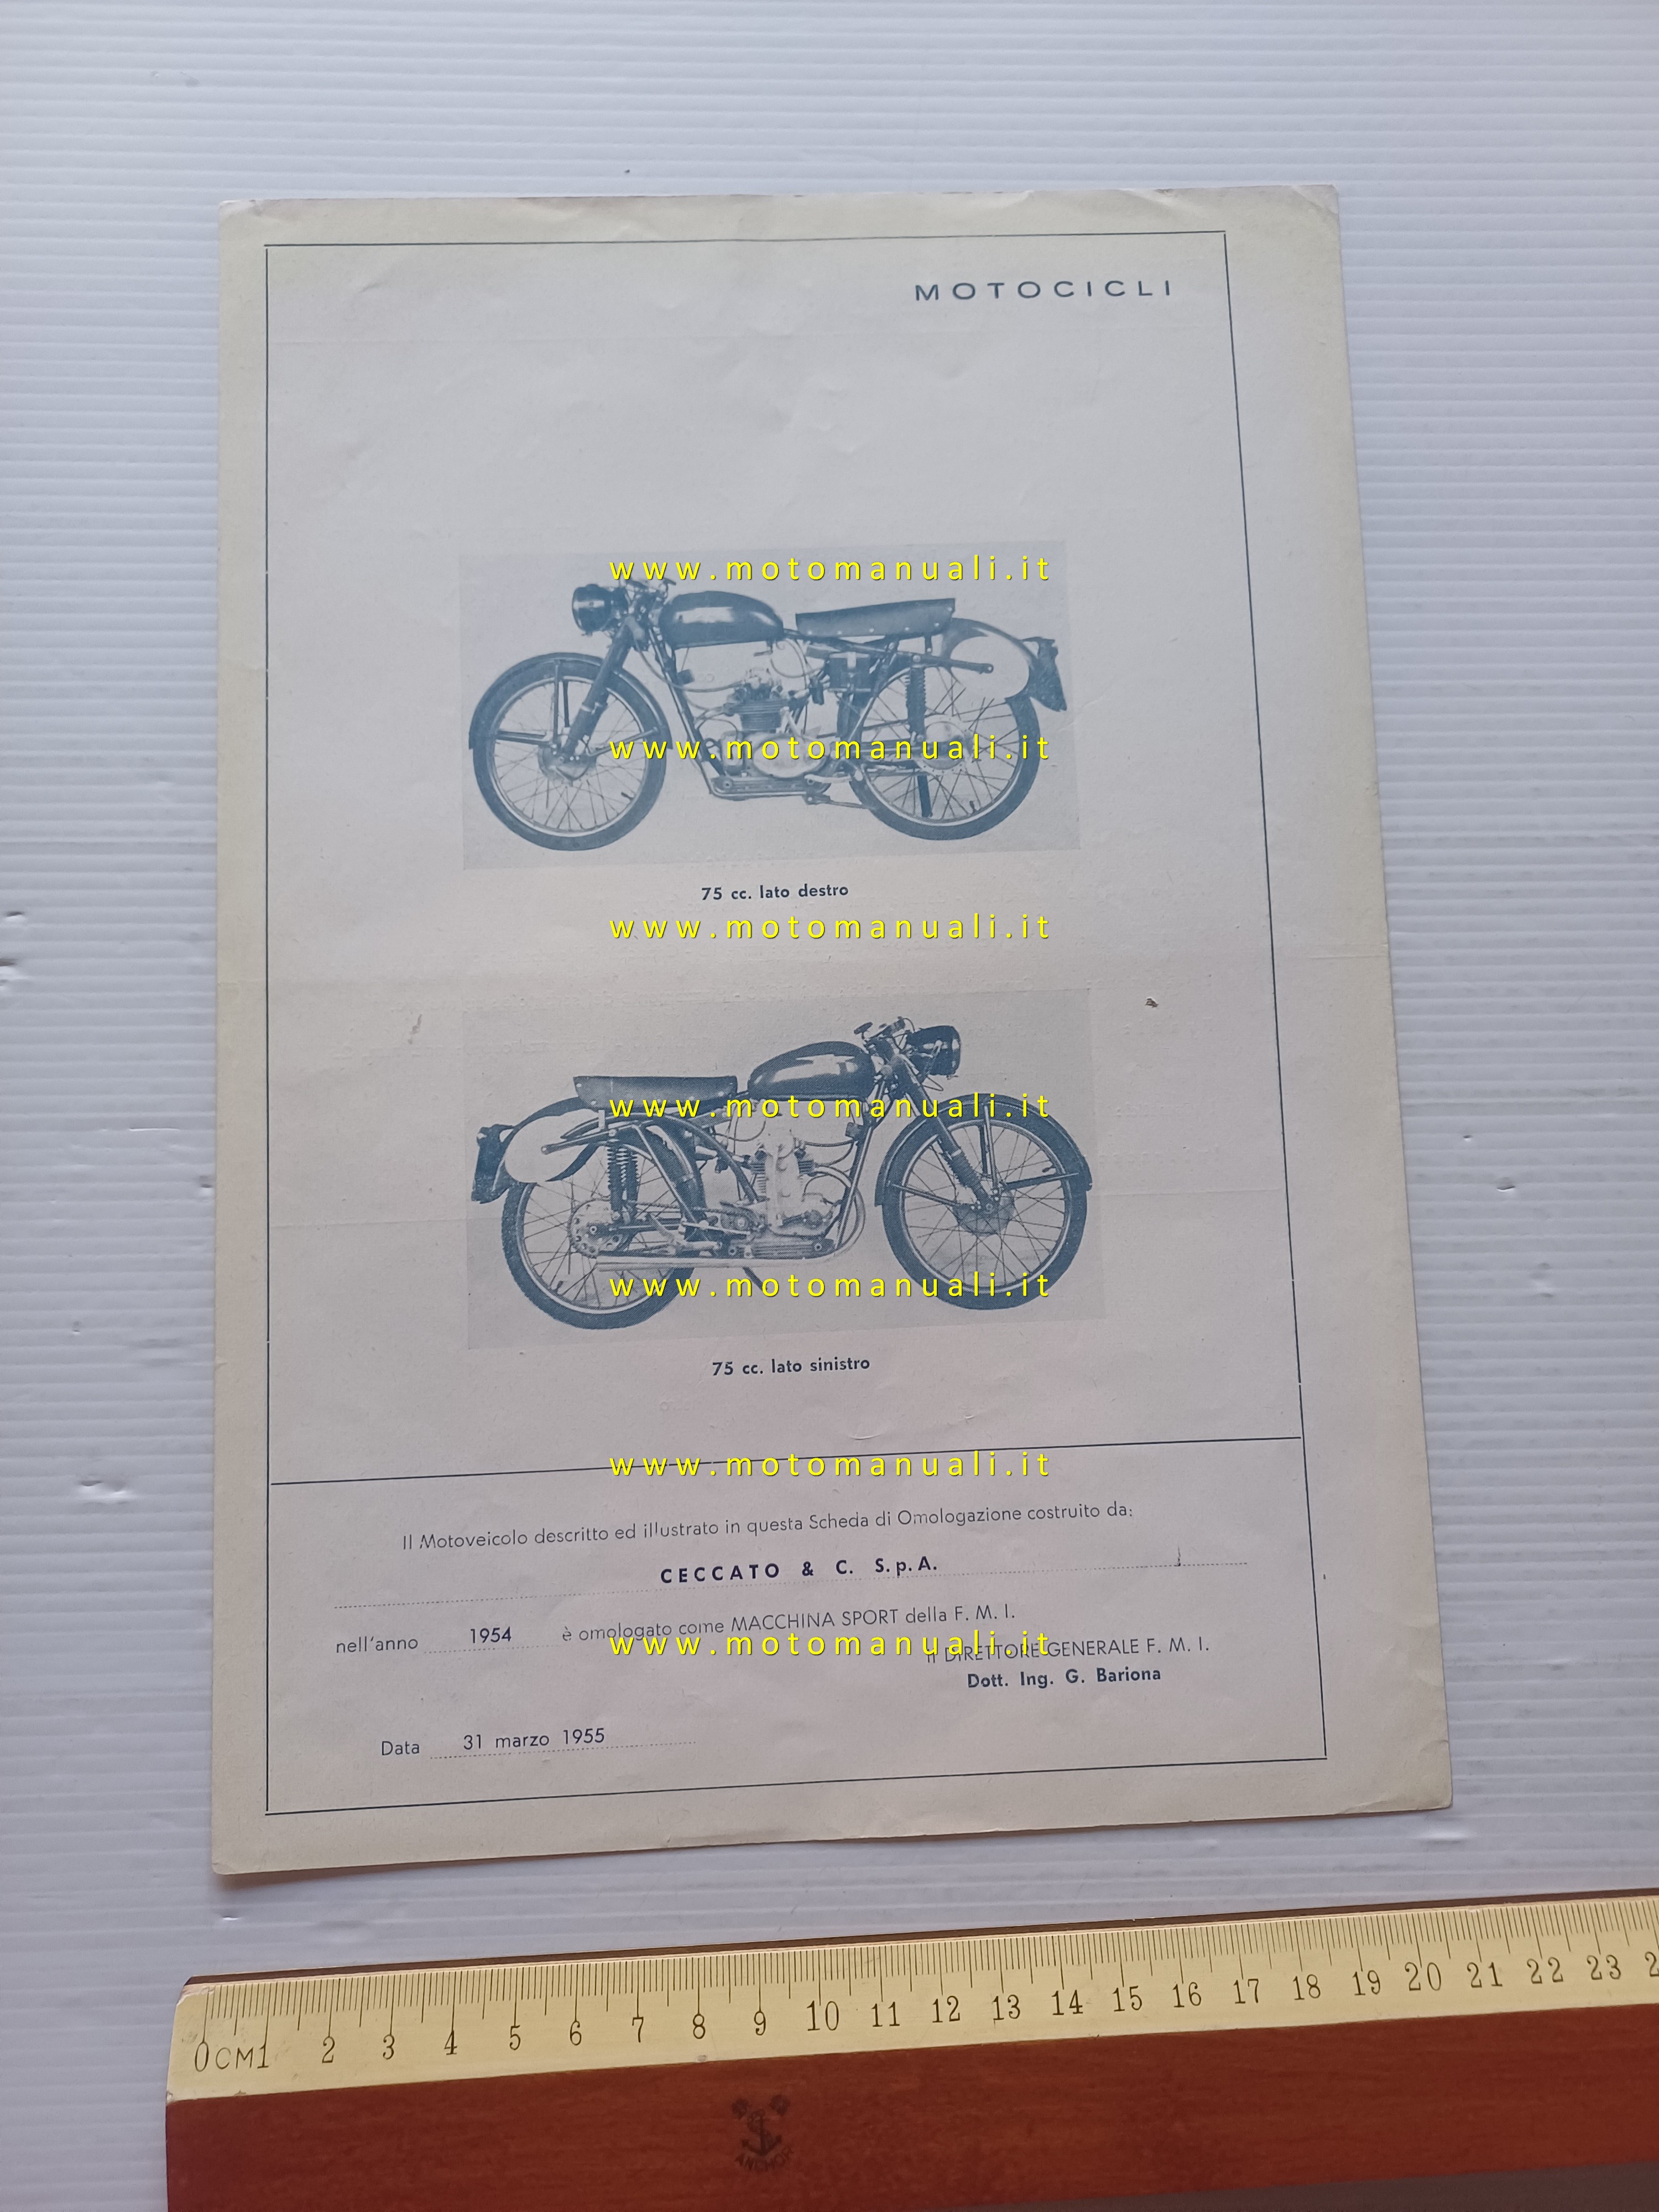 MOTOCICLI
www.motomanuali.it
www.motomanuali.it
75 cc. lato destro
www.motomanuali.it
www.motomanuali.it
www.motomanuali.it
75 cc. lato sinistro
www.motomanuali.it
Il Motoveicolo descritto ed illustrato in questa Scheda di Omologazione costruito da:
CECCATO & C. S.p.A.
nell'anno 1954 è omologato come MACCHINA SPORT della F. M. I.
www.motomanuali.it
Il DIRETTORE GENERALE F. M. I.
Dott. Ing. G. Bariona
Data 31 marzo 1955
0CM1 2 3 4 5 6 7 8 9 10 11 12 13 14 15 16 17 18 19 20 21 22 23
ANCHOR